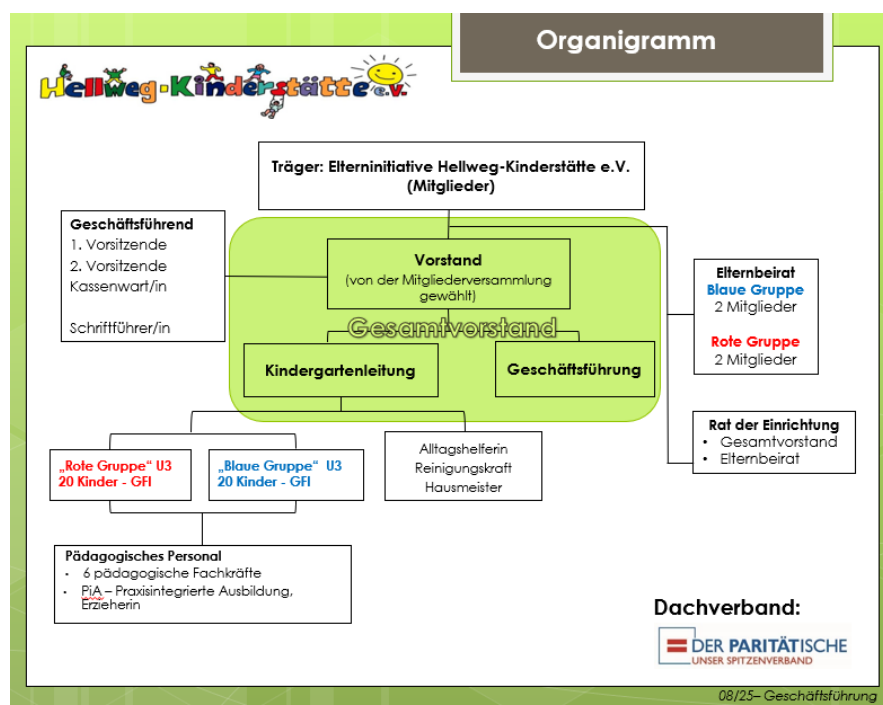 Organigramm
Hellweg-Kinderstätte e.V.
Träger: Elterninitiative Hellweg-Kinderstätte e.V.
(Mitglieder)
Geschäftsführend
1. Vorsitzende
2. Vorsitzende
Kassenwart/in
Schriftführer/in
Vorstand
(von der Mitgliederversammlung
gewählt)
Gesamtvorstand
Kindergartenleitung
Geschäftsführung
Elternbeirat
Blaue Gruppe
2 Mitglieder
Rote Gruppe
2 Mitglieder
Rat der Einrichtung
• Gesamtvorstand
• Elternbeirat
„Rote Gruppe“ U3
20 Kinder - GFI
„Blaue Gruppe“ U3
20 Kinder - GFI
Alltagshelferin
Reinigungskraft
Hausmeister
Pädagogisches Personal
• 6 pädagogische Fachkräfte
• PiA – Praxisintegrierte Ausbildung,
Erzieherin
Dachverband:
DER PARITÄTISCHE
UNSER SPITZENVERBAND
08/25– Geschäftsführung